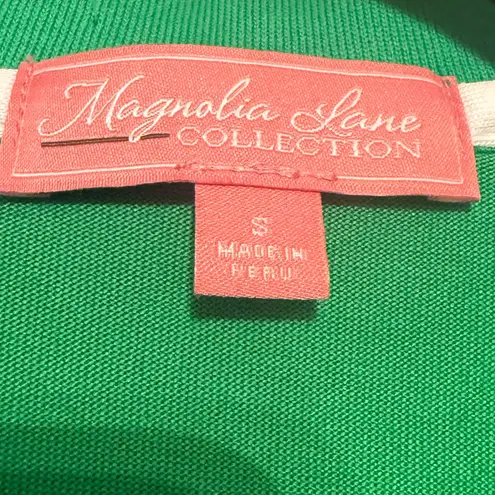 Magnolia Lane
COLLECTION
S
MADE IN
PERU